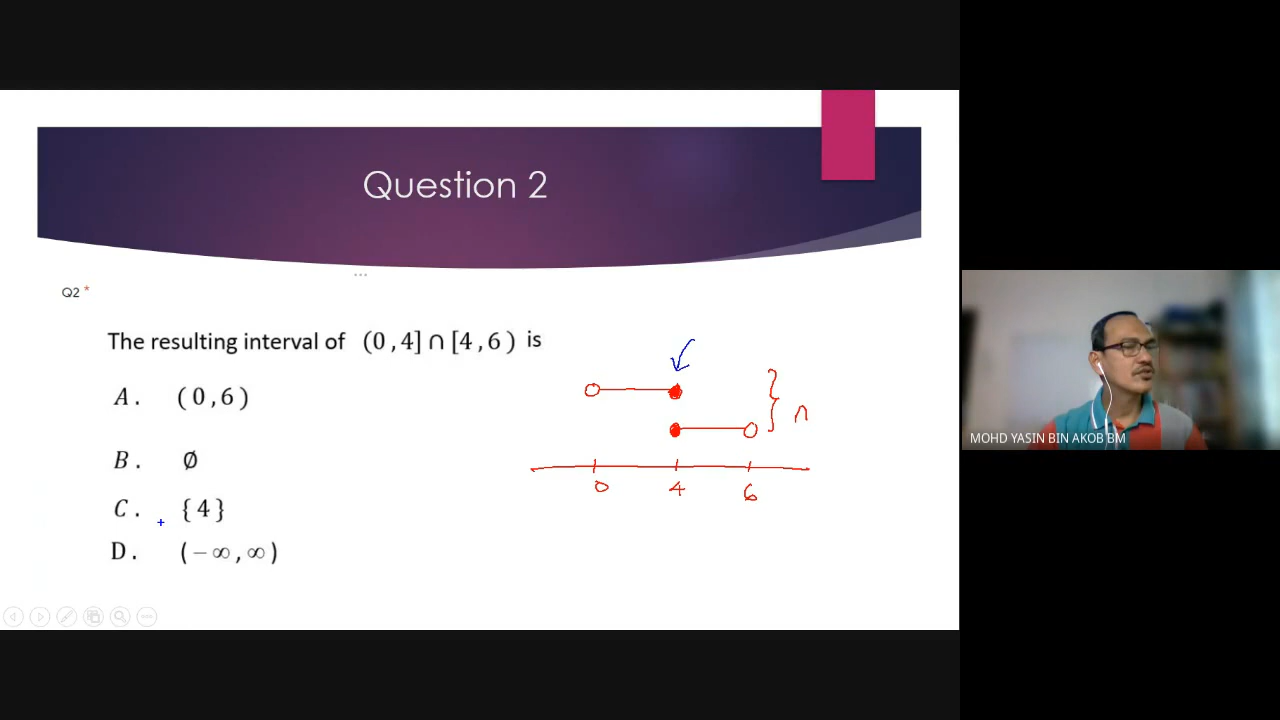 Question 2
...
Q2 *
The resulting interval of (0,4] ∩ [4,6) is
A. (0,6)
B. ∅
C. {4}
D. (−∞,∞)
∩
0 4 6
MOHD YASIN BIN AKOB BM